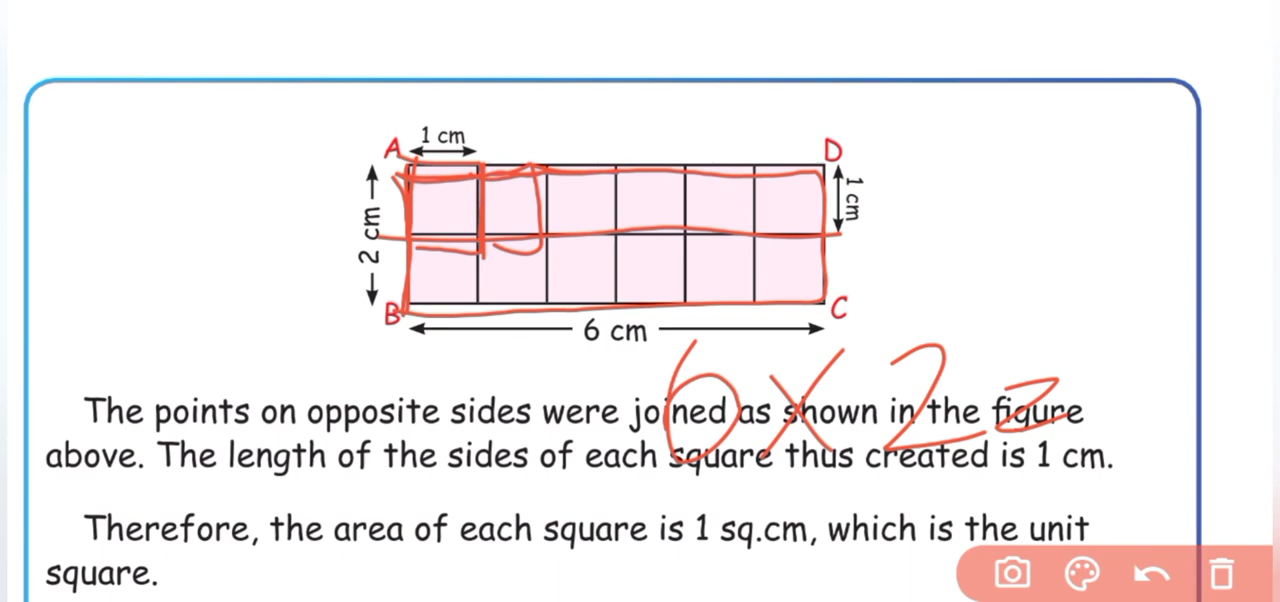 A 1 cm D
2 cm
1 cm
B C
6 cm
6 x 2 =
The points on opposite sides were joined as shown in the figure
above. The length of the sides of each square thus created is 1 cm.
Therefore, the area of each square is 1 sq.cm, which is the unit
square.